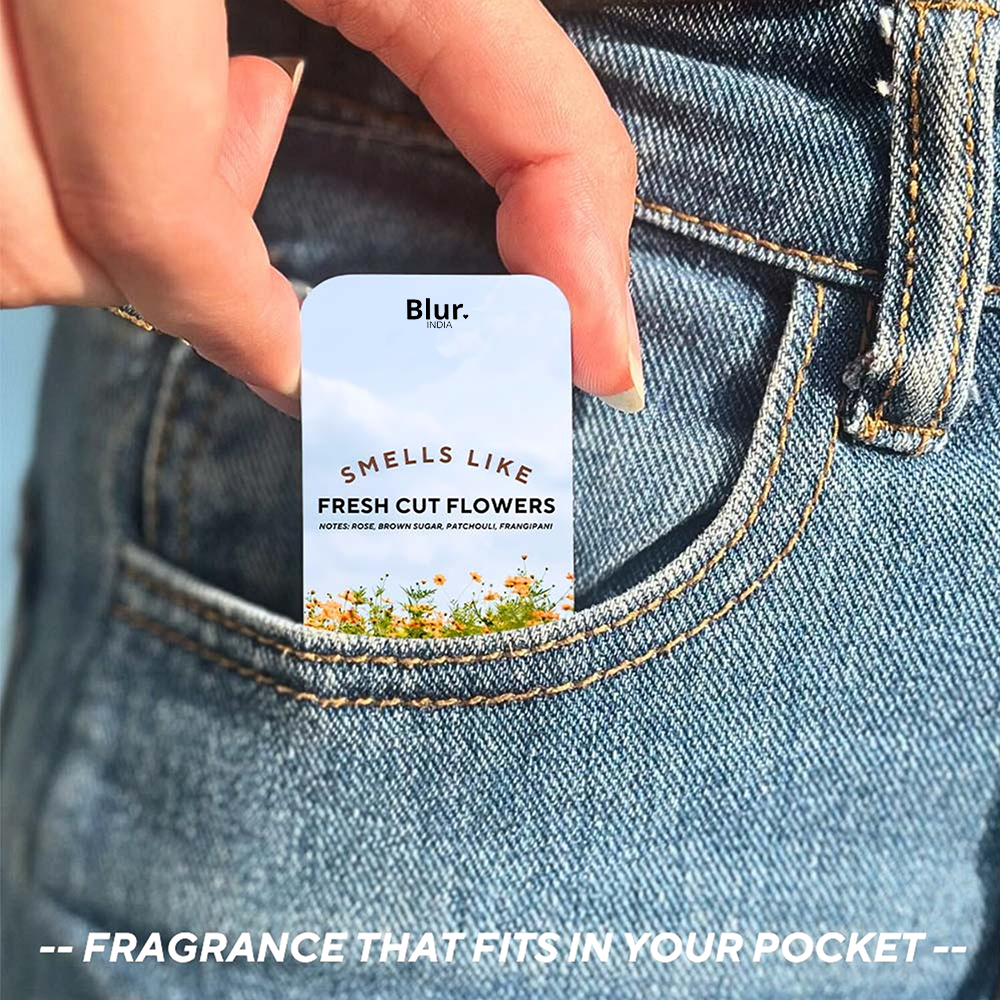 Blur.
INDIA
SMELLS LIKE
FRESH CUT FLOWERS
NOTES: ROSE, BROWN SUGAR, PATCHOULI, FRANGIPANI
-- FRAGRANCE THAT FITS IN YOUR POCKET --